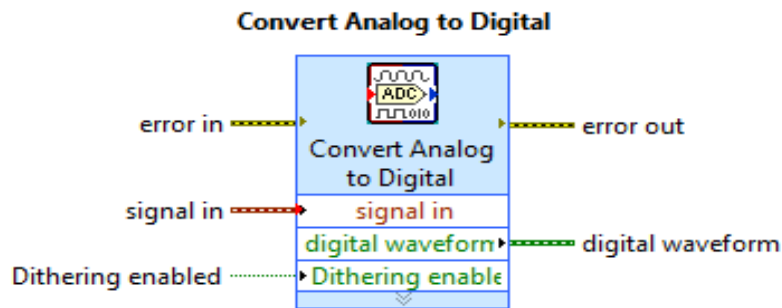 Convert Analog to Digital
ADC
010
error in
error out
Convert Analog
to Digital
signal in
signal in
digital waveform
digital waveform
Dithering enabled
Dithering enable